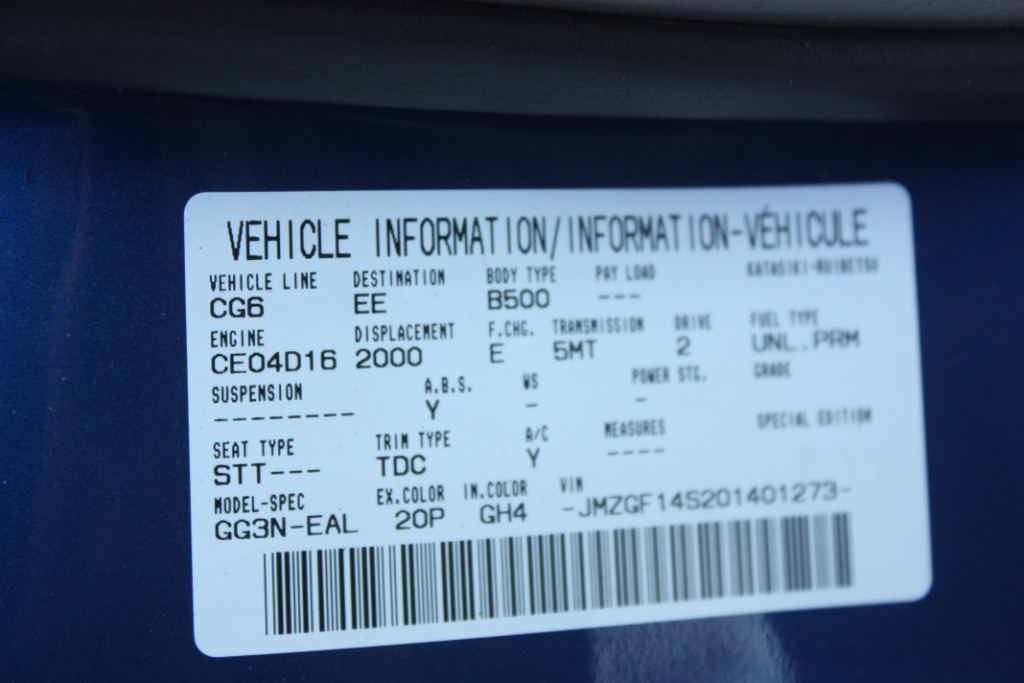 VEHICLE INFORMATION/INFORMATION-VÉHICULE
VEHICLE LINE DESTINATION BODY TYPE PAY LOAD KATASIKI-RUIBETSU
CG6 EE B500 ---
ENGINE DISPLACEMENT F.CHG. TRANSMISSION DRIVE FUEL TYPE
CE04D16 2000 E 5MT 2 UNL.PRM
SUSPENSION A.B.S. WS POWER STG. GRADE
-------- Y - -
SEAT TYPE TRIM TYPE A/C MEASURES SPECIAL EDITION
STT--- TDC Y ----
MODEL-SPEC EX.COLOR IN.COLOR VIN
GG3N-EAL 20P GH4 -JMZGF14S201401273-